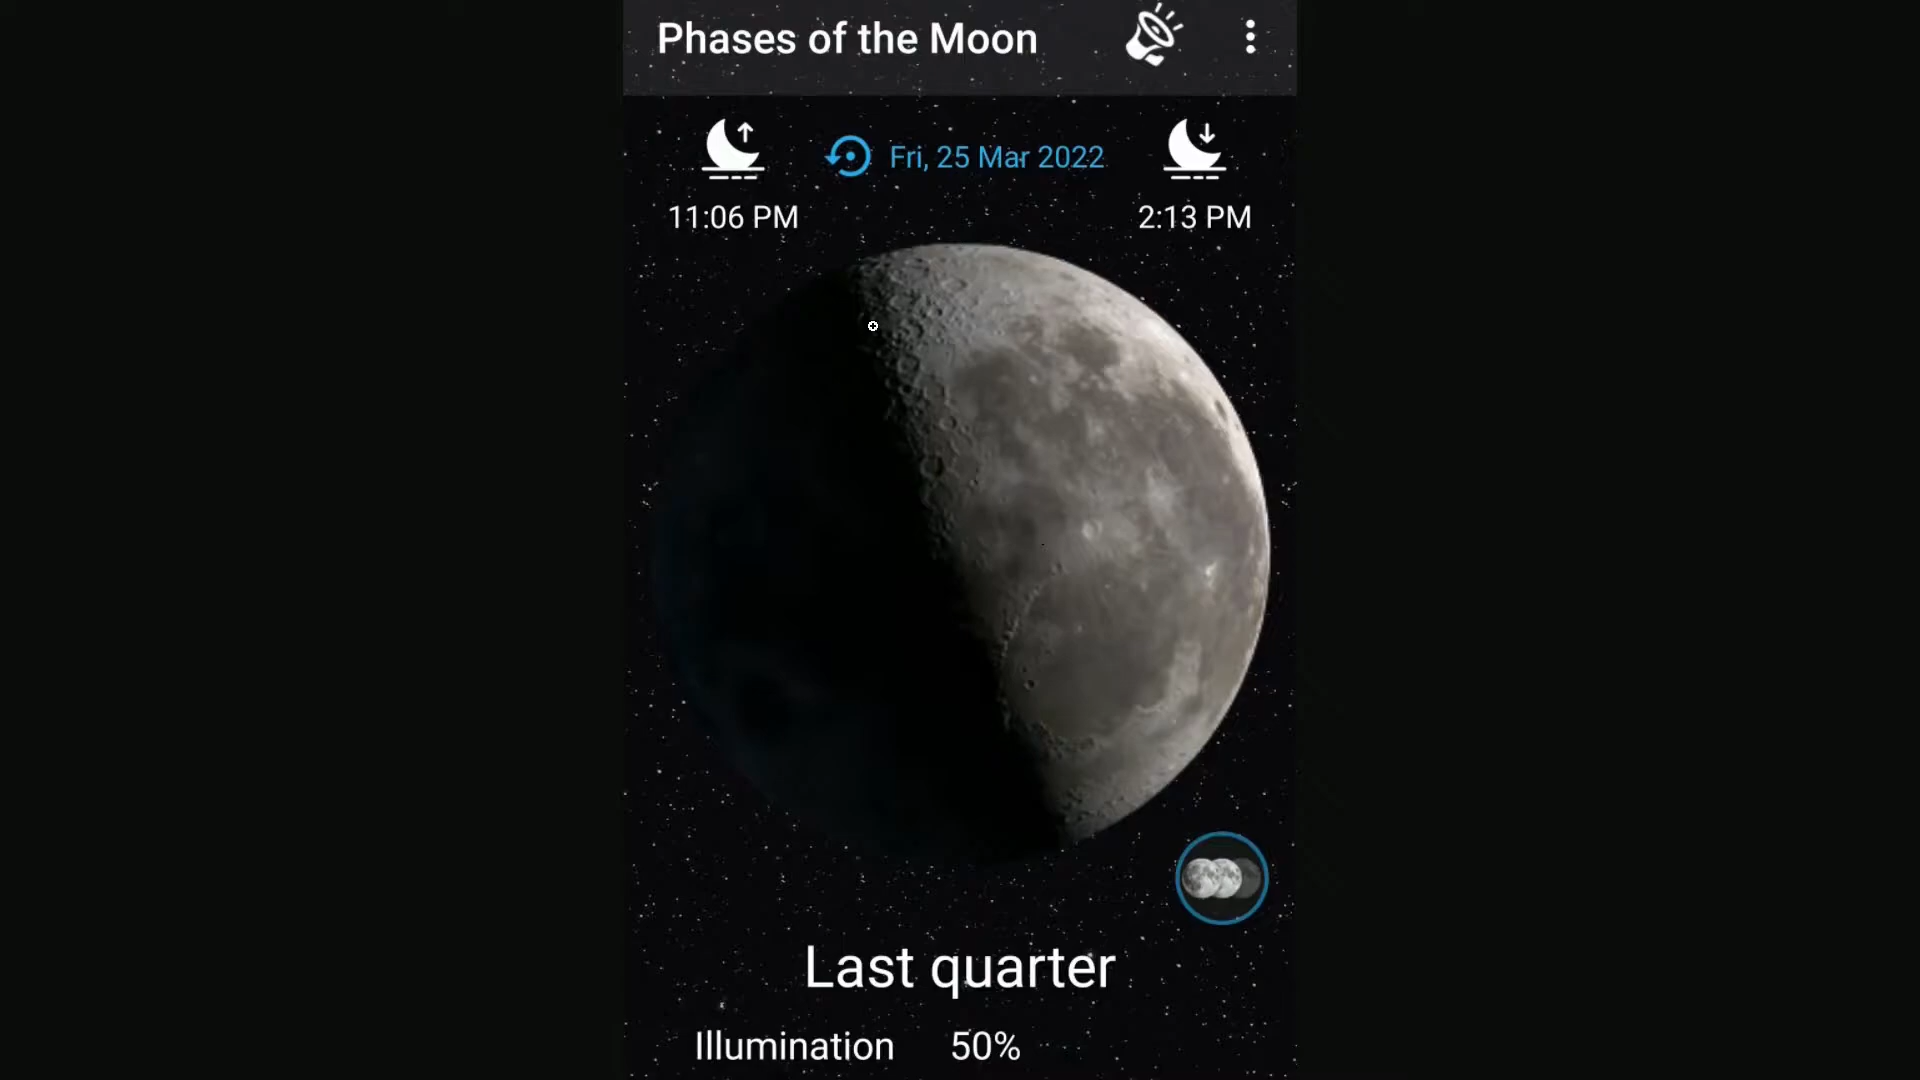 Phases of the Moon
Fri, 25 Mar 2022
11:06 PM
2:13 PM
Last quarter
Illumination 50%